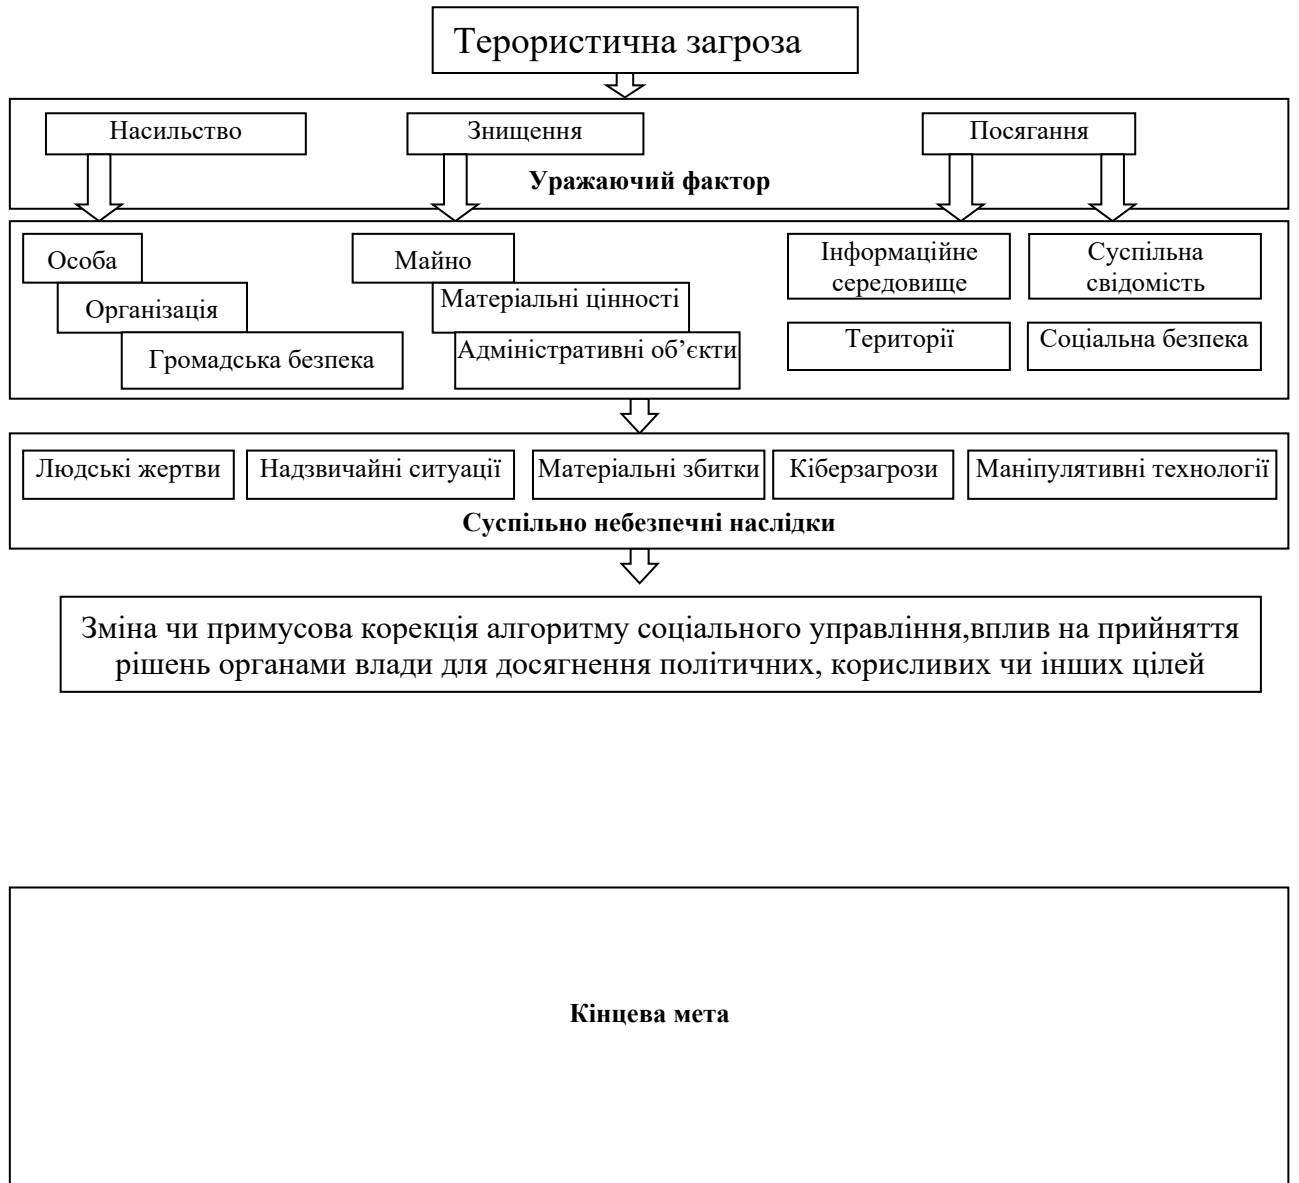 Терористична загроза
Насильство
Знищення
Посягання
Уражаючий фактор
Особа
Організація
Громадська безпека
Майно
Матеріальні цінності
Адміністративні об’єкти
Інформаційне
середовище
Суспільна
свідомість
Території
Соціальна безпека
Людські жертви
Надзвичайні ситуації
Матеріальні збитки
Кіберзагрози
Маніпулятивні технології
Суспільно небезпечні наслідки
Зміна чи примусова корекція алгоритму соціального управління,вплив на прийняття
рішень органами влади для досягнення політичних, корисливих чи інших цілей
Кінцева мета